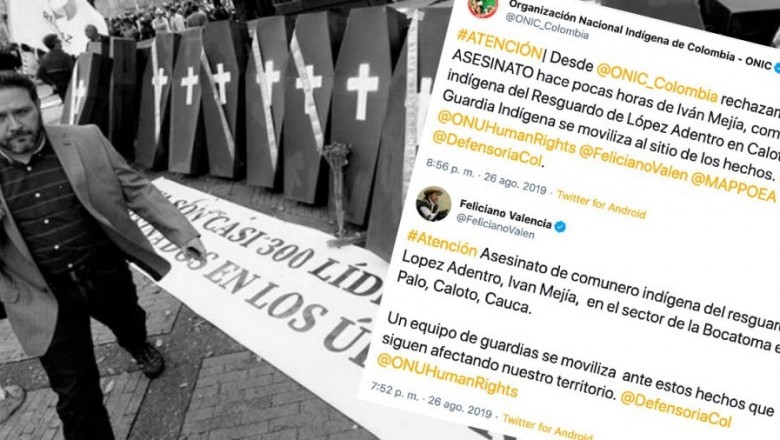 Organización Nacional Indígena de Colombia - ONIC
@ONIC_Colombia
#ATENCIÓN| Desde @ONIC_Colombia rechazam
ASESINATO hace pocas horas de Iván Mejía, com
indígena del Resguardo de López Adentro en Calot
Guardia Indígena se moviliza al sitio de los hechos.
@ONUHumanRights @FelicianoValen @MAPPOEA
@DefensoriaCol.
8:56 p. m. · 26 ago. 2019 · Twitter for Android
Feliciano Valencia
@FelicianoValen
#Atención Asesinato de comunero indígena del resguar
Lopez Adentro, Ivan Mejía, en el sector de la Bocatoma e
Palo, Caloto, Cauca.
Un equipo de guardias se moviliza ante estos hechos que
siguen afectando nuestro territorio. @DefensoriaCol
@ONUHumanRights
7:52 p. m. · 26 ago. 2019 · Twitter for Android
SON CASI 300 LÍD
EN LOS